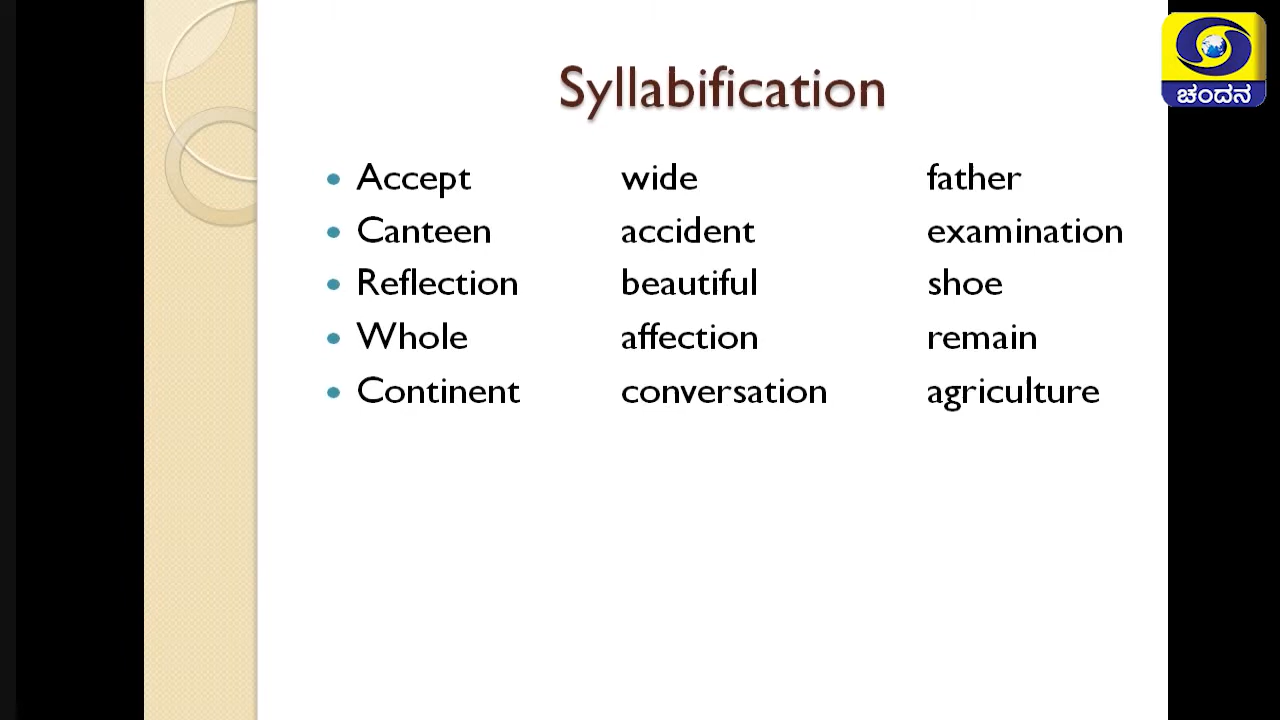 ಚಂದನ
Syllabification
Accept wide father
Canteen accident examination
Reflection beautiful shoe
Whole affection remain
Continent conversation agriculture